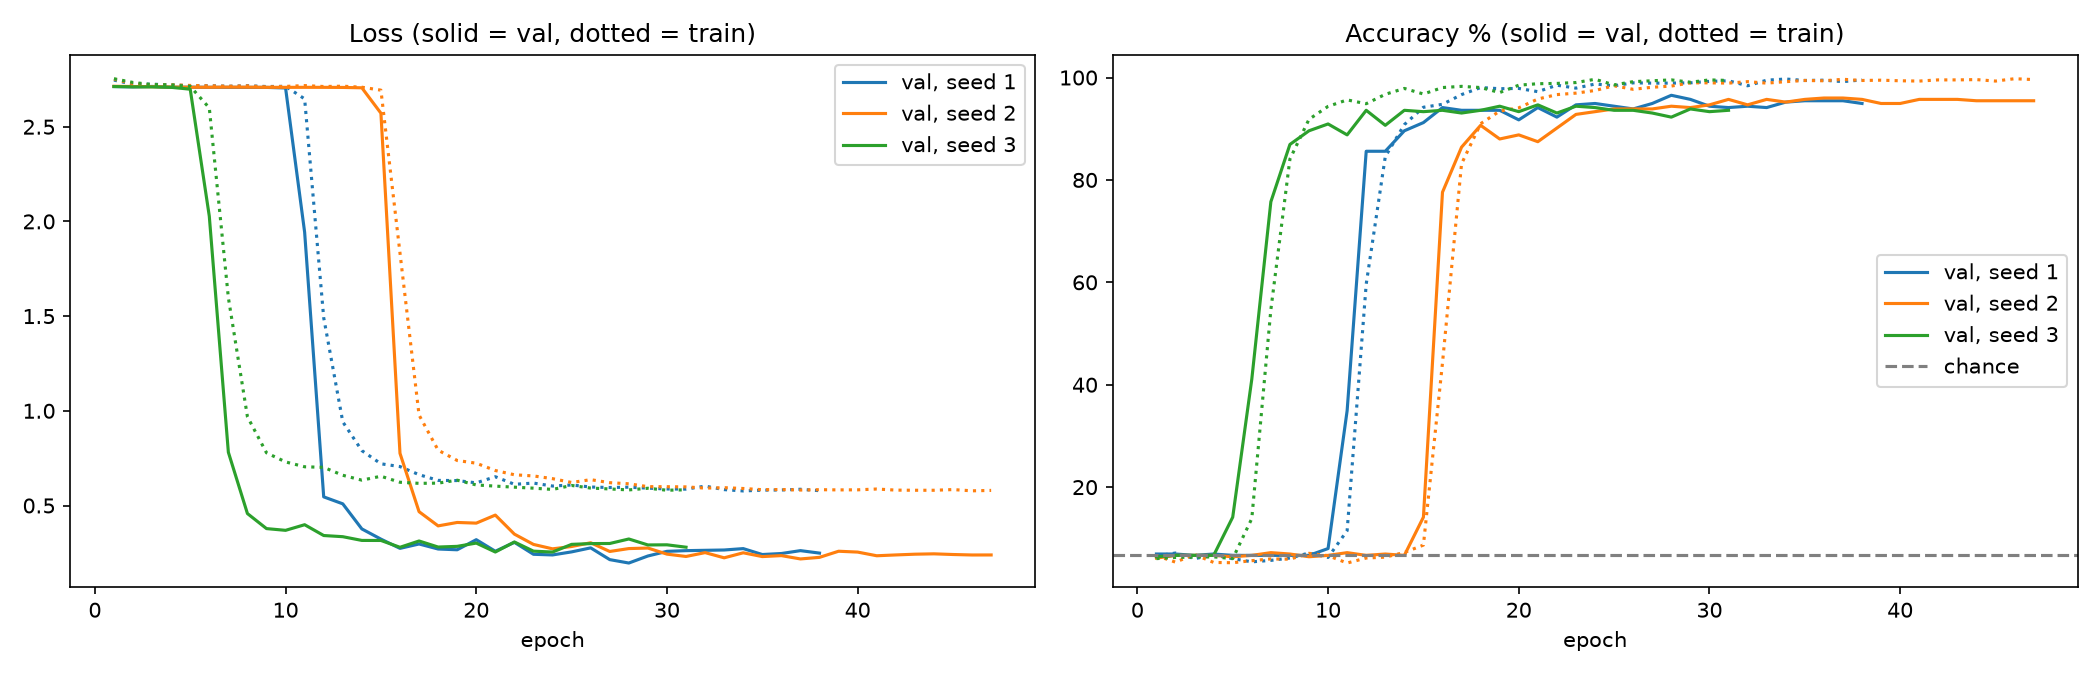 Loss (solid = val, dotted = train)
2.5
2.0
1.5
1.0
0.5
0
10
20
30
40
epoch
val, seed 1
val, seed 2
val, seed 3
Accuracy % (solid = val, dotted = train)
100
80
60
40
20
0
10
20
30
40
epoch
val, seed 1
val, seed 2
val, seed 3
chance